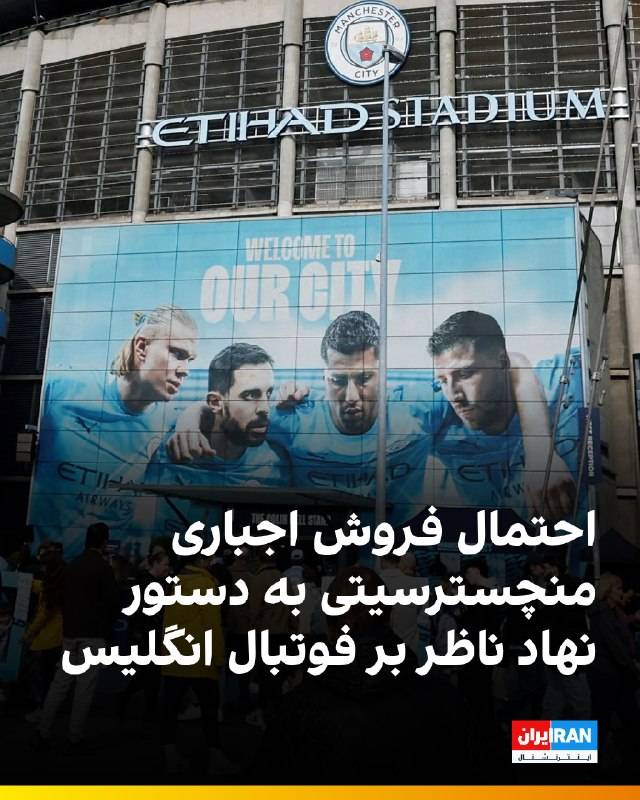 MANCHESTER
CITY
ETIHAD STADIUM
WELCOME TO
OUR CITY
ETIHAD
AIRWAYS
ETIHAD
ETIHAD
احتمال فروش اجباری
منچسترسیتی به دستور
نهاد ناظر بر فوتبال انگلیس
ایران IRAN
اینترنشنال